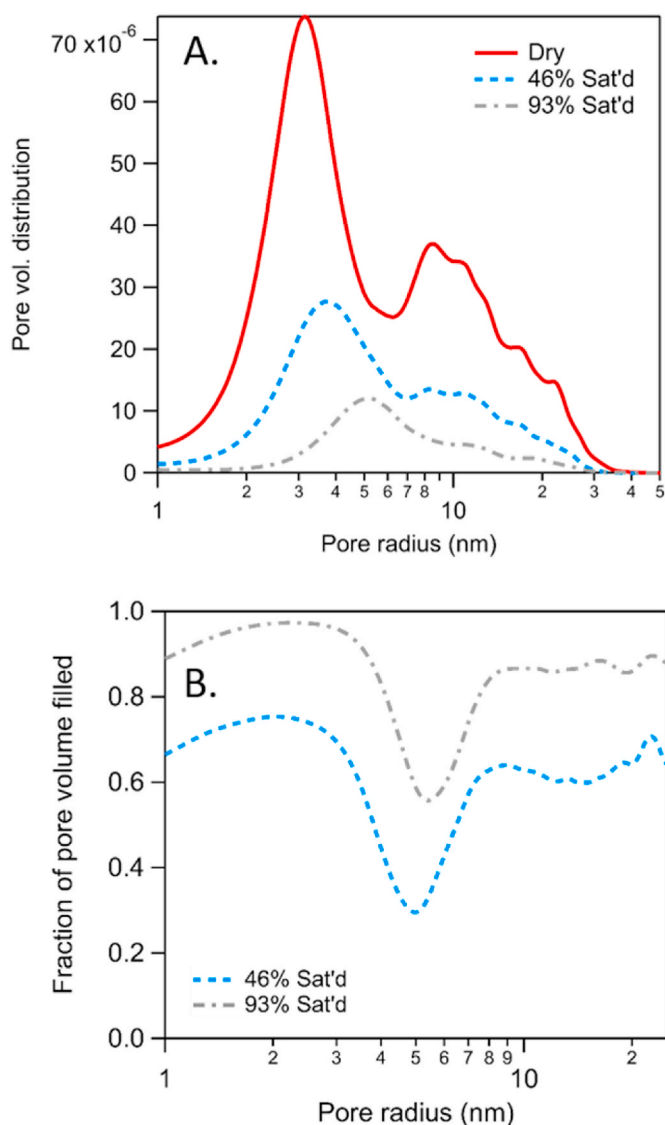 A.
Pore vol. distribution
70 x10-6
60
50
40
30
20
10
0
Dry
46% Sat'd
93% Sat'd
2 3 4 5 6 7 8 2 3 4 5
1 10
Pore radius (nm)
B.
Fraction of pore volume filled
1.0
0.8
0.6
0.4
0.2
0.0
46% Sat'd
93% Sat'd
2 3 4 5 6 7 8 9 2
1 10
Pore radius (nm)